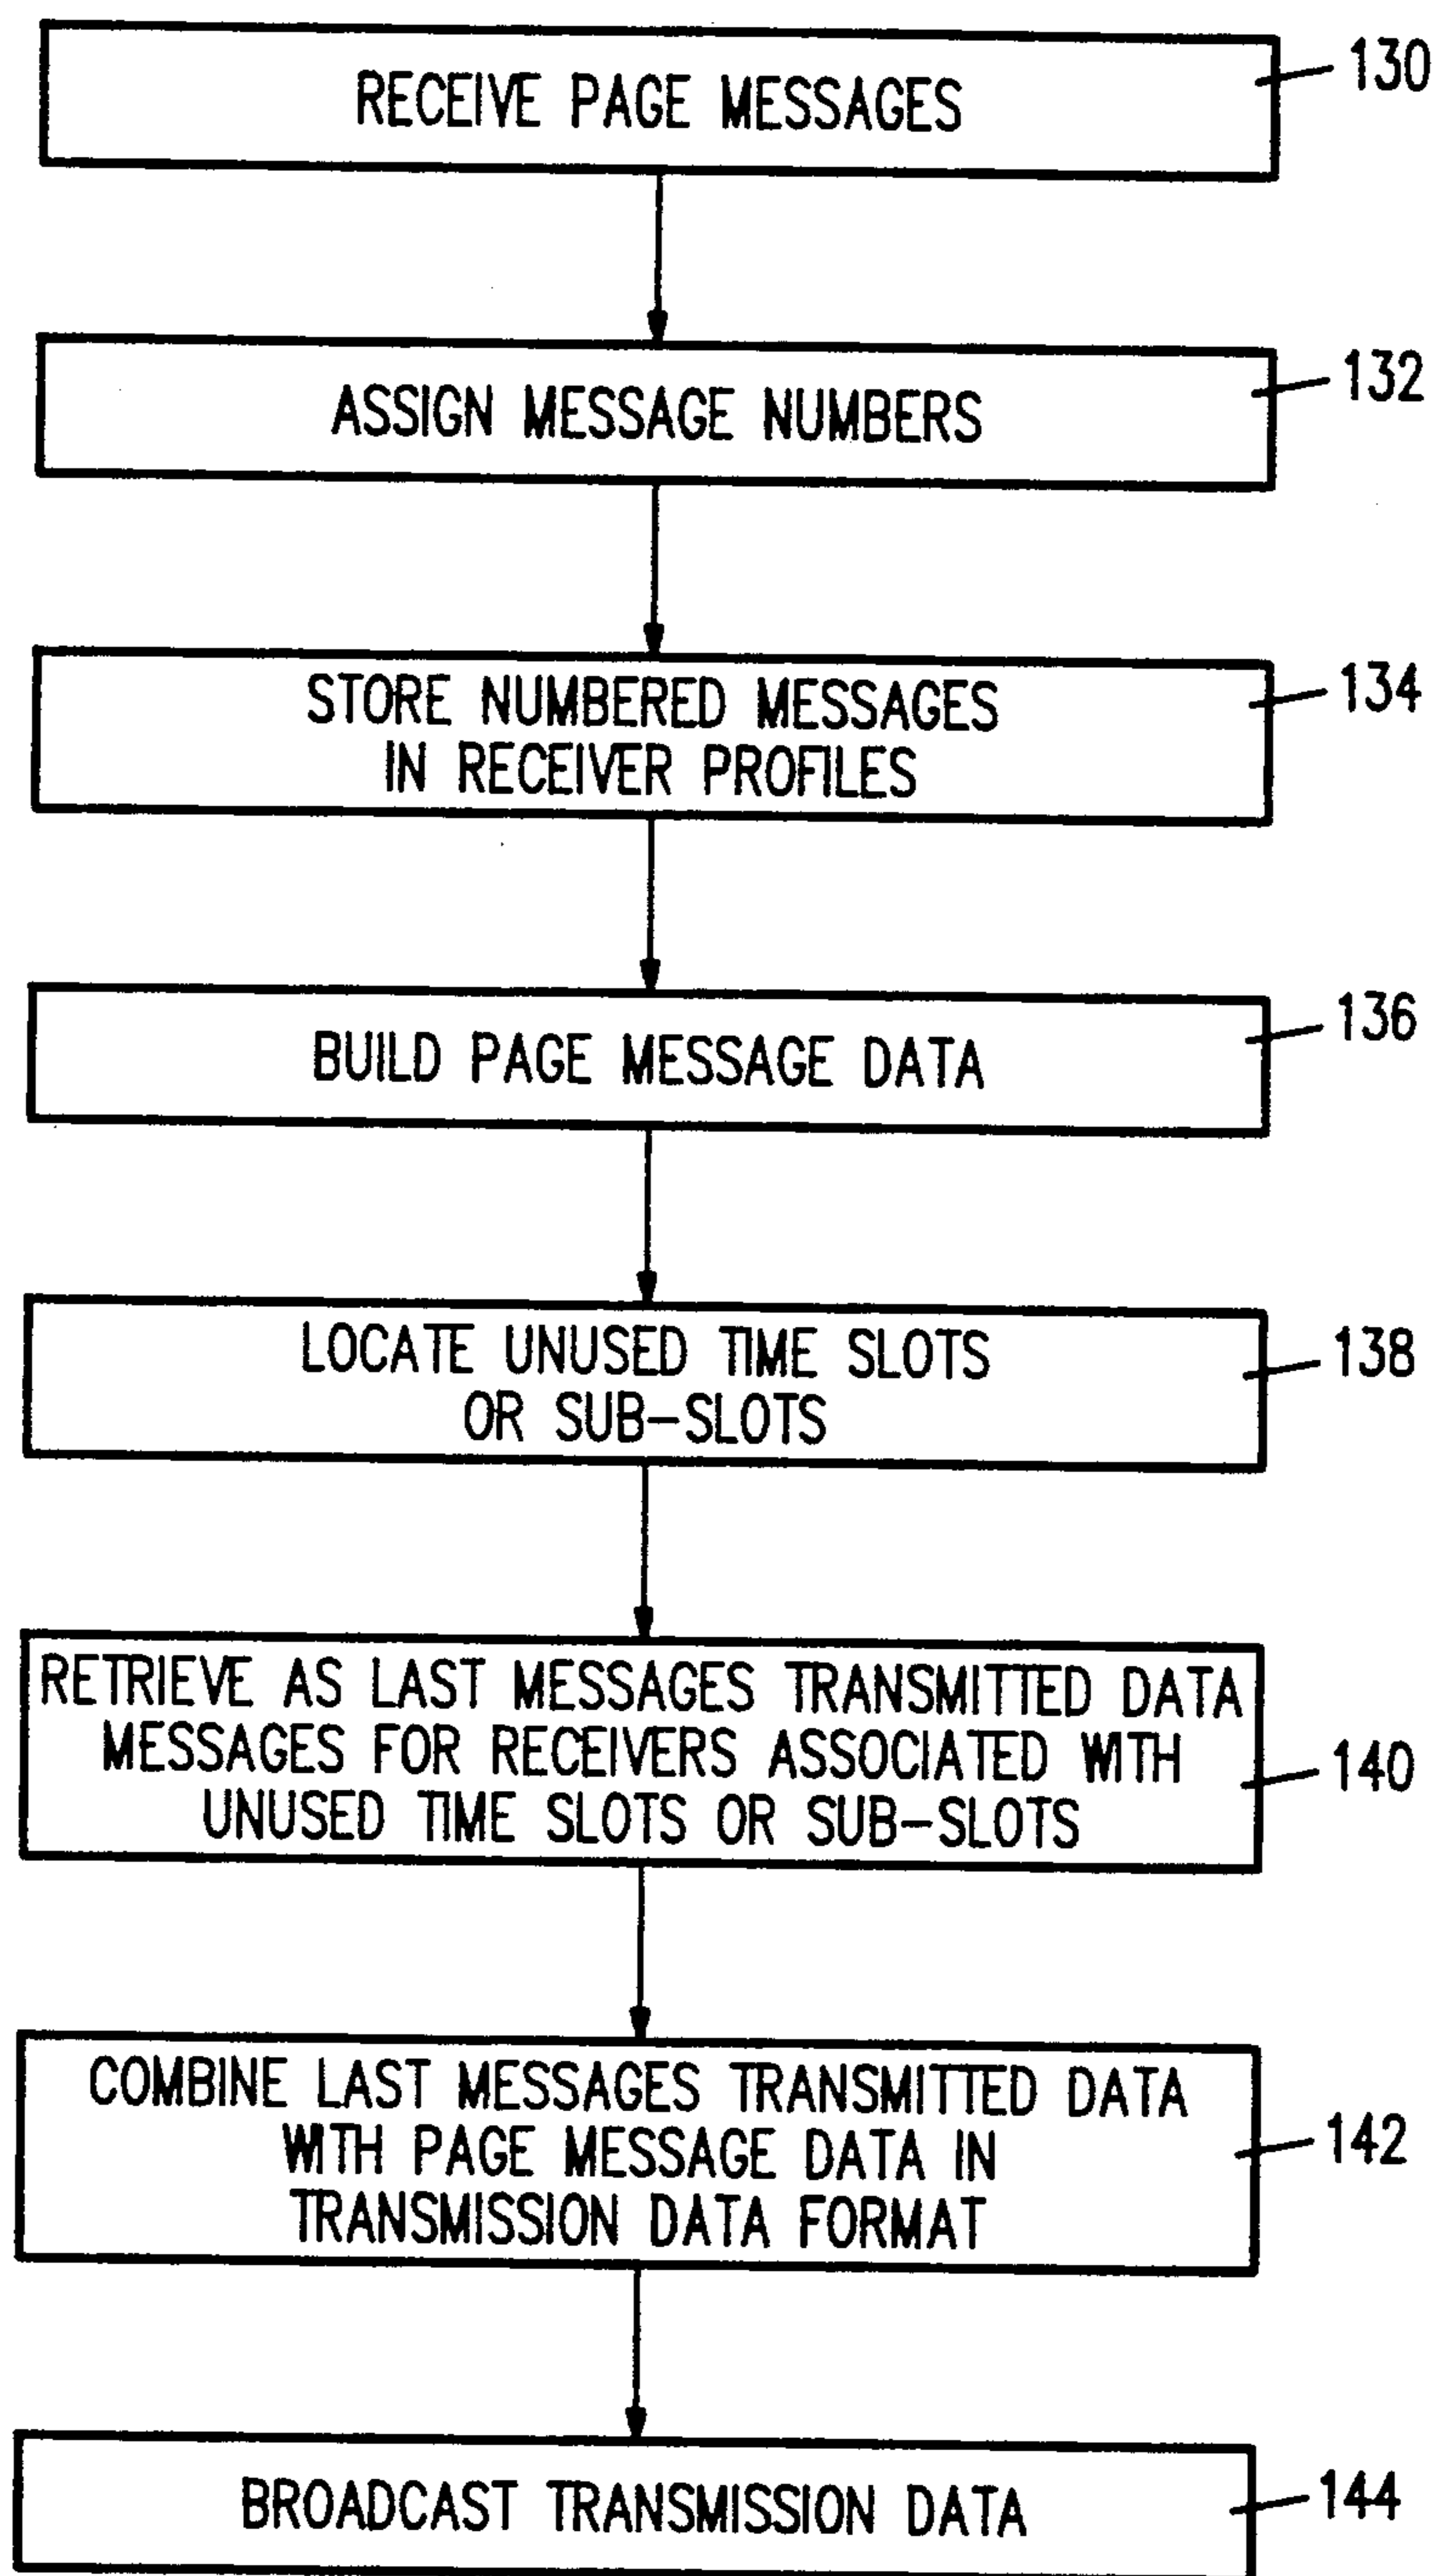 RECEIVE PAGE MESSAGES
130
ASSIGN MESSAGE NUMBERS
132
STORE NUMBERED MESSAGES
IN RECEIVER PROFILES
134
BUILD PAGE MESSAGE DATA
136
LOCATE UNUSED TIME SLOTS
OR SUB-SLOTS
138
RETRIEVE AS LAST MESSAGES TRANSMITTED DATA
MESSAGES FOR RECEIVERS ASSOCIATED WITH
UNUSED TIME SLOTS OR SUB-SLOTS
140
COMBINE LAST MESSAGES TRANSMITTED DATA
WITH PAGE MESSAGE DATA IN
TRANSMISSION DATA FORMAT
142
BROADCAST TRANSMISSION DATA
144